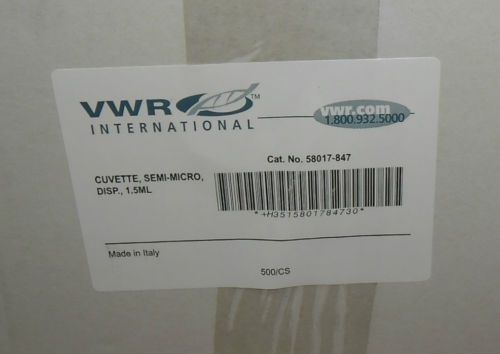 VWR™
INTERNATIONAL
vwr.com
1.800.932.5000
Cat. No. 58017-847
CUVETTE, SEMI-MICRO,
DISP., 1.5ML
*+H3515801784730*
Made in Italy
500/CS